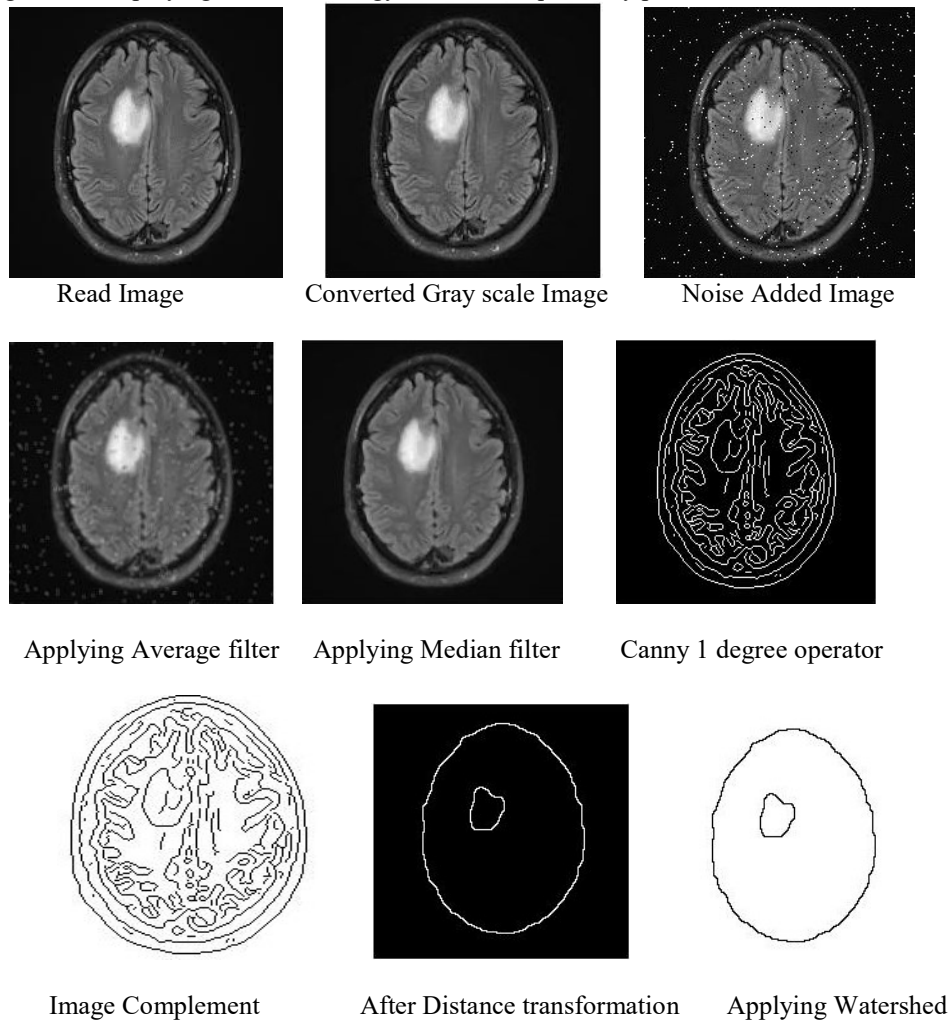 Read Image
Converted Gray scale Image
Noise Added Image
Applying Average filter
Applying Median filter
Canny 1 degree operator
Image Complement
After Distance transformation
Applying Watershed